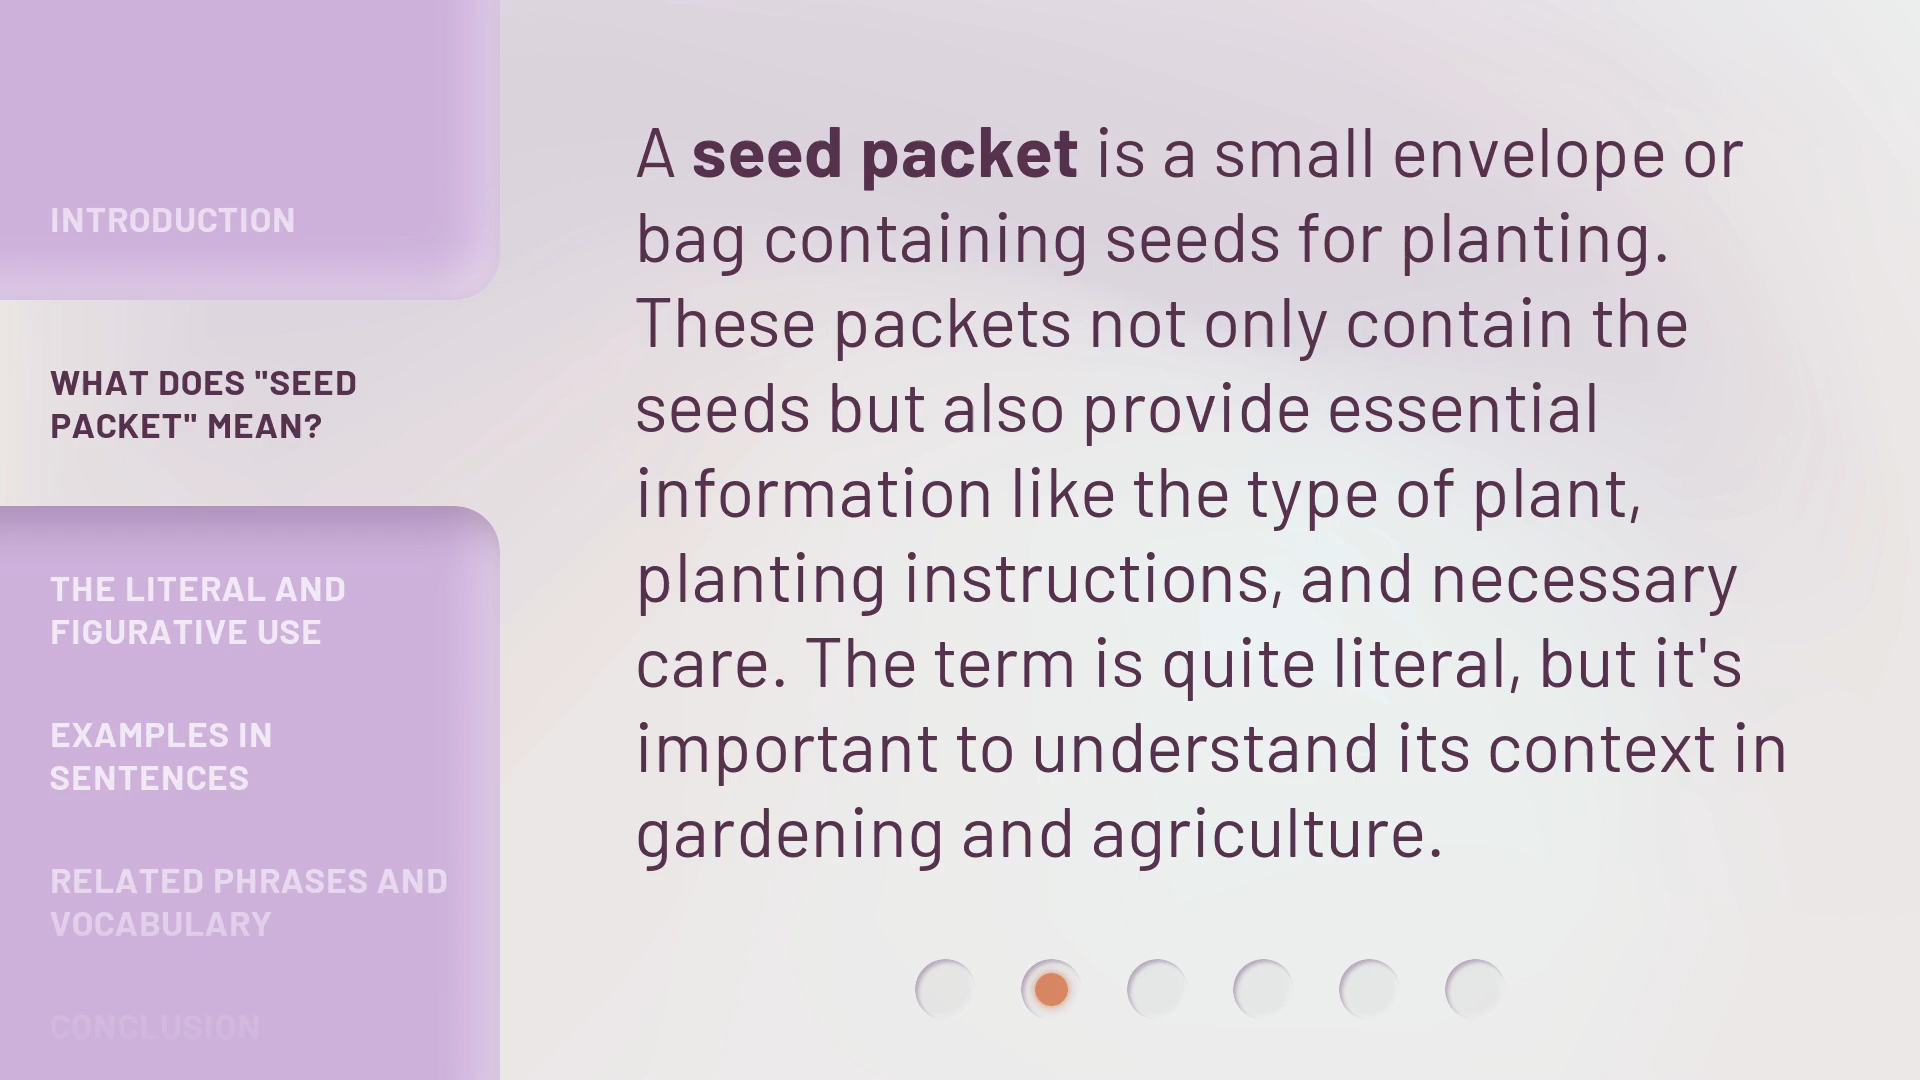 INTRODUCTION
WHAT DOES "SEED
PACKET" MEAN?
THE LITERAL AND
FIGURATIVE USE
EXAMPLES IN
SENTENCES
RELATED PHRASES AND
VOCABULARY
CONCLUSION
A seed packet is a small envelope or
bag containing seeds for planting.
These packets not only contain the
seeds but also provide essential
information like the type of plant,
planting instructions, and necessary
care. The term is quite literal, but it's
important to understand its context in
gardening and agriculture.